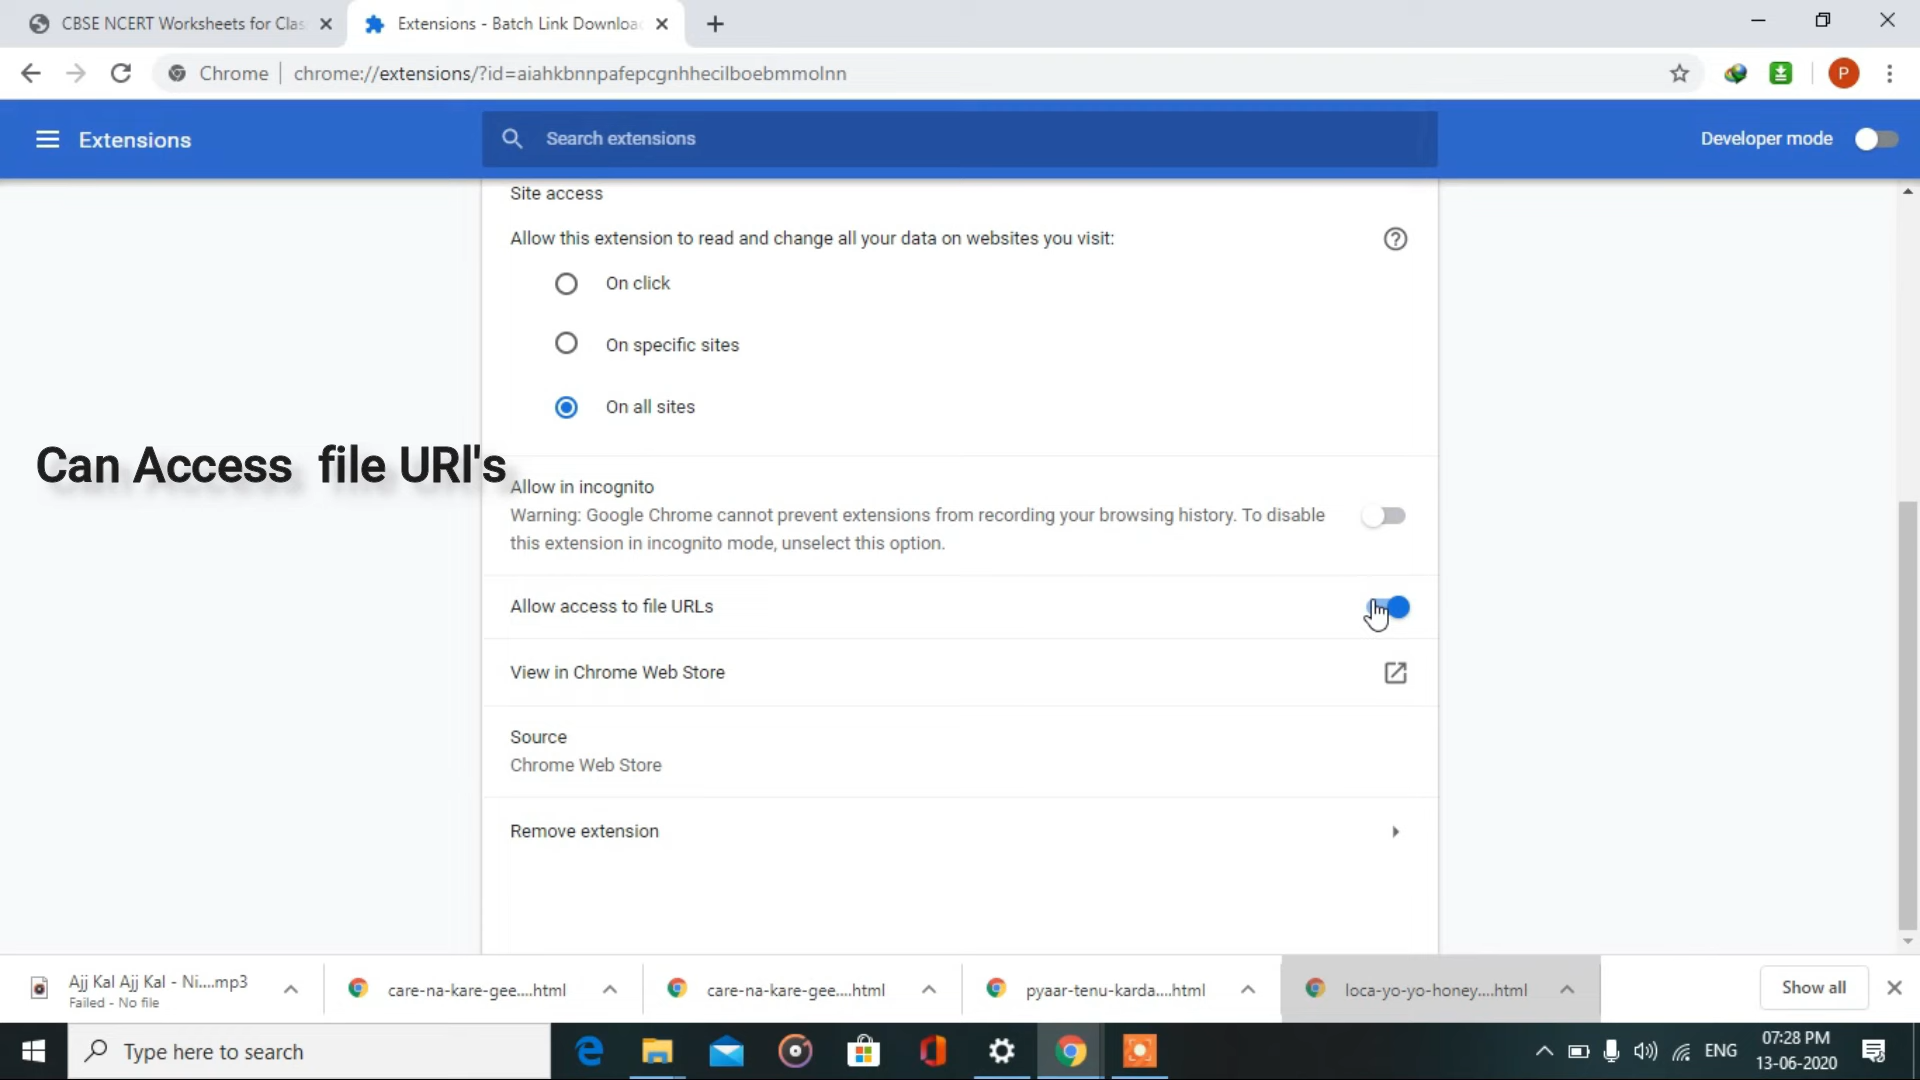 CBSE NCERT Worksheets for Clas
Extensions - Batch Link Downloa
Chrome
chrome://extensions/?id=aiahkbnnpafepcgnhhecilboebmmolnn
P
Extensions
Search extensions
Developer mode
Site access
Allow this extension to read and change all your data on websites you visit:
On click
On specific sites
On all sites
Can Access file URl's
Allow in incognito
Warning: Google Chrome cannot prevent extensions from recording your browsing history. To disable
this extension in incognito mode, unselect this option.
Allow access to file URLs
View in Chrome Web Store
Source
Chrome Web Store
Remove extension
Ajj Kal Ajj Kal - Ni....mp3
Failed - No file
care-na-kare-gee....html
care-na-kare-gee....html
pyaar-tenu-karda....html
loca-yo-yo-honey....html
Show all
Type here to search
ENG
07:28 PM
13-06-2020